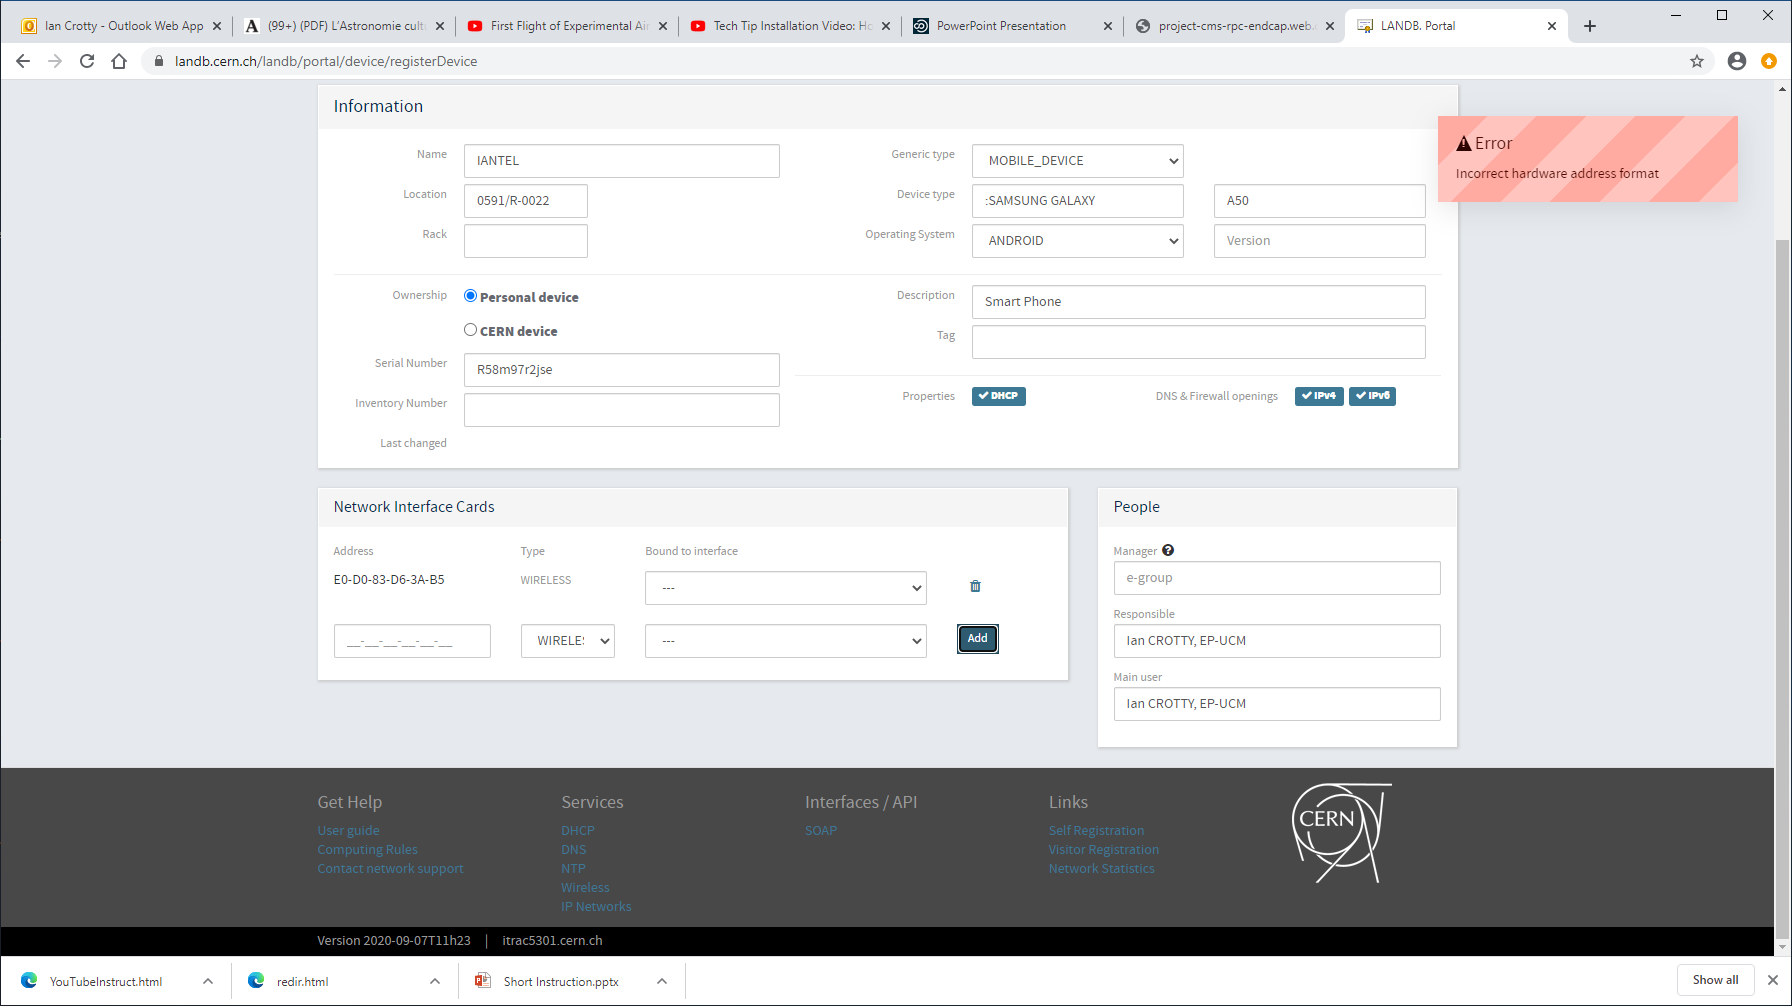 Ian Crotty - Outlook Web App
(99+) (PDF) L'Astronomie cult
First Flight of Experimental Air
Tech Tip Installation Video: Ho
PowerPoint Presentation
project-cms-rpc-endcap.web.c
LANDB. Portal
landb.cern.ch/landb/portal/device/registerDevice
Information
Error
Incorrect hardware address format
Name
IANTEL
Generic type
MOBILE_DEVICE
Location
0591/R-0022
Device type
:SAMSUNG GALAXY
A50
Rack
Operating System
ANDROID
Version
Ownership
Personal device
CERN device
Description
Smart Phone
Tag
Serial Number
R58m97r2jse
Inventory Number
Properties
DHCP
DNS & Firewall openings
IPv4
IPv6
Last changed
Network Interface Cards
Address
Type
Bound to interface
E0-D0-83-D6-3A-B5
WIRELESS
---
__-__-__-__-__-__
WIRELES
---
Add
People
Manager
e-group
Responsible
Ian CROTTY, EP-UCM
Main user
Ian CROTTY, EP-UCM
Get Help
User guide
Computing Rules
Contact network support
Services
DHCP
DNS
NTP
Wireless
IP Networks
Interfaces / API
SOAP
Links
Self Registration
Visitor Registration
Network Statistics
CERN
Version 2020-09-07T11h23 | itrac5301.cern.ch
YouTubeInstruct.html
redir.html
Short Instruction.pptx
Show all